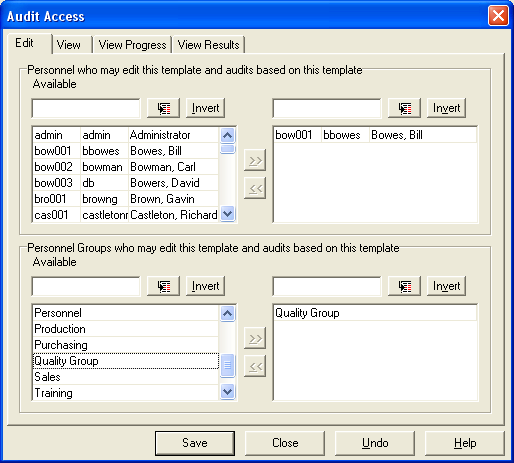 Audit Access
Edit View View Progress View Results
Personnel who may edit this template and audits based on this template
Available
Invert Invert
admin admin Administrator
bow001 bbowes Bowes, Bill
bow002 bowman Bowman, Carl
bow003 db Bowers, David
bro001 browng Brown, Gavin
cas001 castletonr Castleton, Richard
>>
<<
bow001 bbowes Bowes, Bill
Personnel Groups who may edit this template and audits based on this template
Available
Invert Invert
Personnel
Production
Purchasing
Quality Group
Sales
Training
>>
<<
Quality Group
Save Close Undo Help